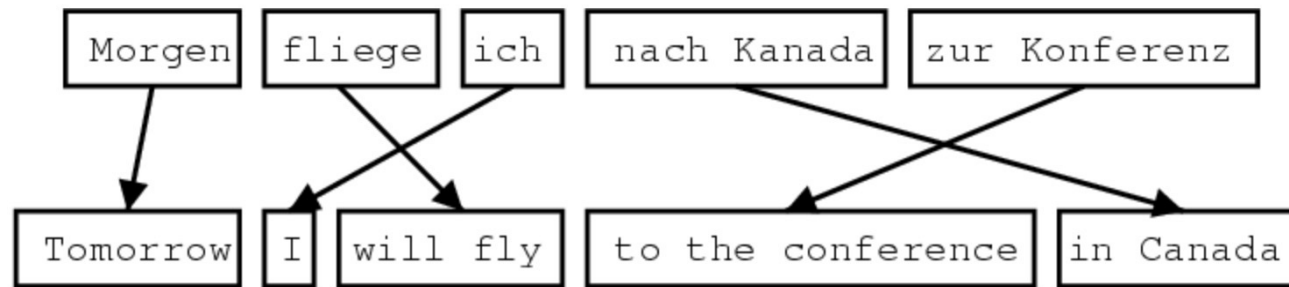 Morgen fliege ich nach Kanada zur Konferenz
Tomorrow I will fly to the conference in Canada